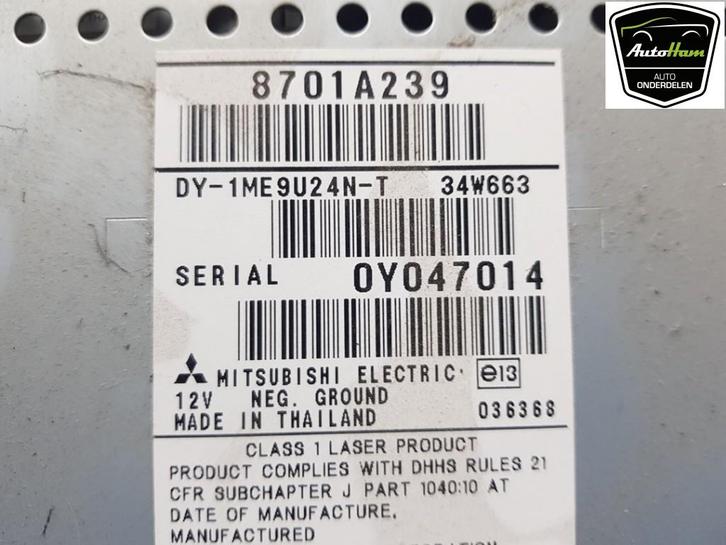 AutoHam
AUTO
ONDERDELEN
8701A239
DY-1ME9U24N-T 34W663
SERIAL 0Y047014
MITSUBISHI ELECTRIC e13
12V NEG. GROUND 036368
MADE IN THAILAND
CLASS 1 LASER PRODUCT
PRODUCT COMPLIES WITH DHHS RULES 21
CFR SUBCHAPTER J PART 1040:10 AT
DATE OF MANUFACTURE.
MANUFACTURED